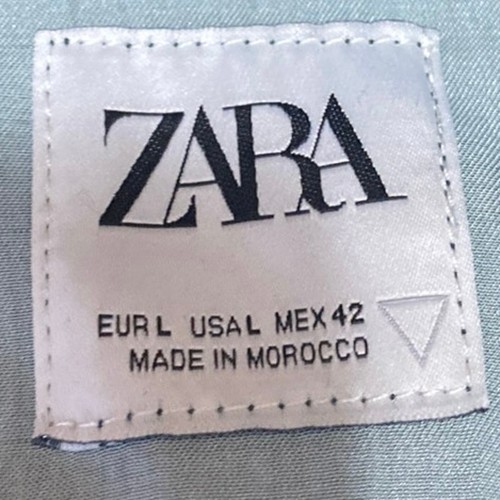 ZARA
EUR L USA L MEX 42
MADE IN MOROCCO